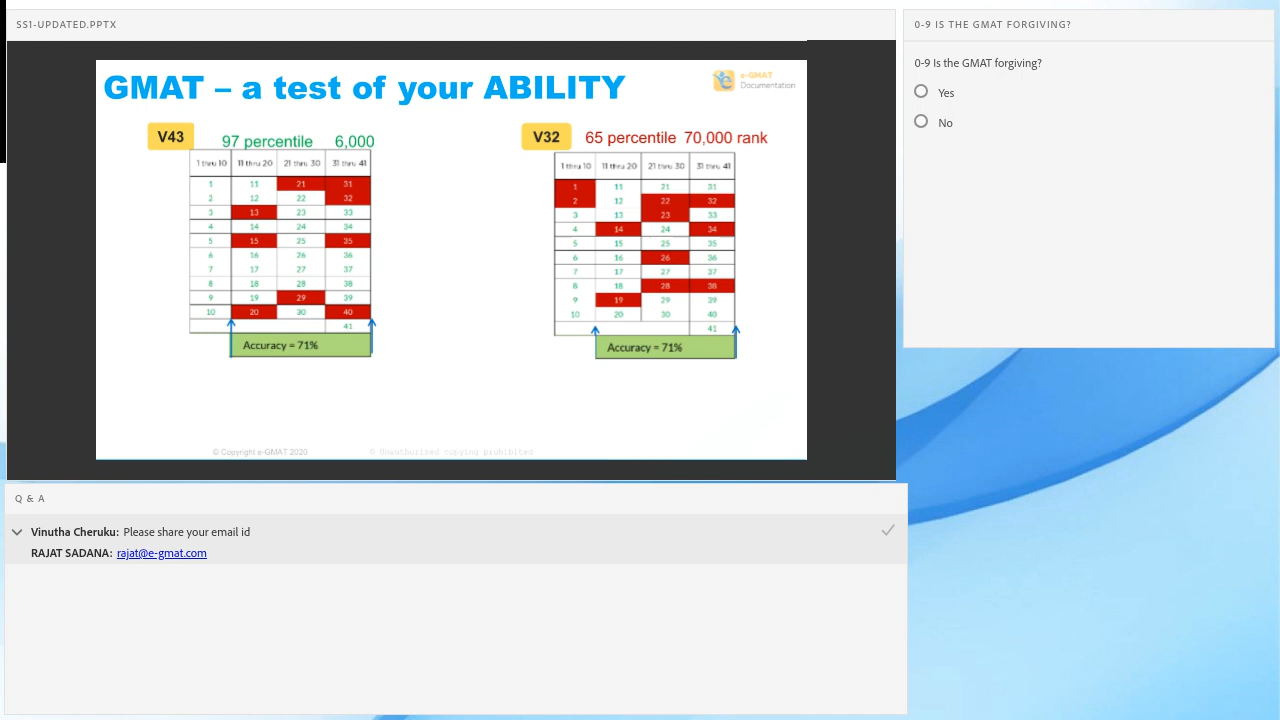 SS1-UPDATED.PPTX
GMAT – a test of your ABILITY
e-GMAT
Documentation
V43
97 percentile 6,000
1 thru 10 11 thru 20 21 thru 30 31 thru 41
1 11 21 31
2 12 22 32
3 13 23 33
4 14 24 34
5 15 25 35
6 16 26 36
7 17 27 37
8 18 28 38
9 19 29 39
10 20 30 40
41
Accuracy = 71%
V32
65 percentile 70,000 rank
1 thru 10 11 thru 20 21 thru 30 31 thru 41
1 11 21 31
2 12 22 32
3 13 23 33
4 14 24 34
5 15 25 35
6 16 26 36
7 17 27 37
8 18 28 38
9 19 29 39
10 20 30 40
41
Accuracy = 71%
© Copyright e-GMAT 2020
© Unauthorized copying prohibited
0-9 IS THE GMAT FORGIVING?
0-9 Is the GMAT forgiving?
Yes
No
Q & A
Vinutha Cheruku: Please share your email id
RAJAT SADANA: rajat@e-gmat.com